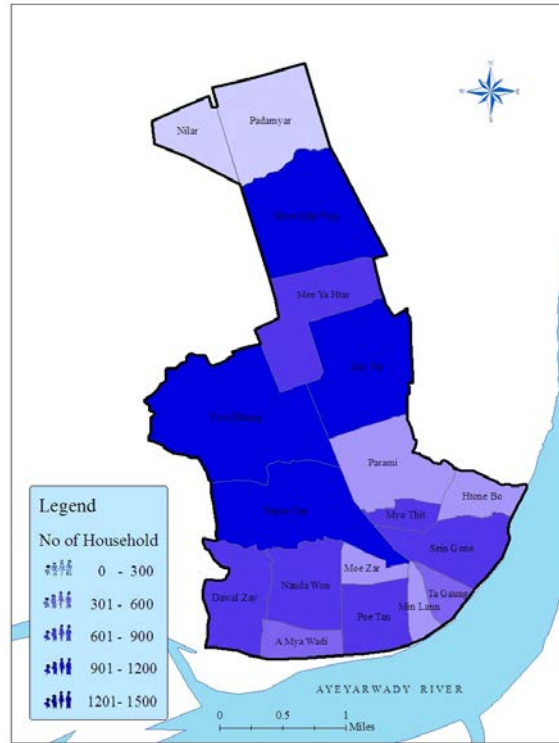 N
W
E
S
Padamyar
Nilar
Mee Ya Htar
Parami
Htone Bo
Mya Thit
Sein Gone
Moe Zar
Dawal Zay
Nanda Won
Ta Gaung
Min Lann
Poe Tan
A Mya Wadi
Legend
No of Household
0 - 300
301 - 600
601 - 900
901 - 1200
1201 - 1500
AYEYARWADY RIVER
0 0.5 1
Miles